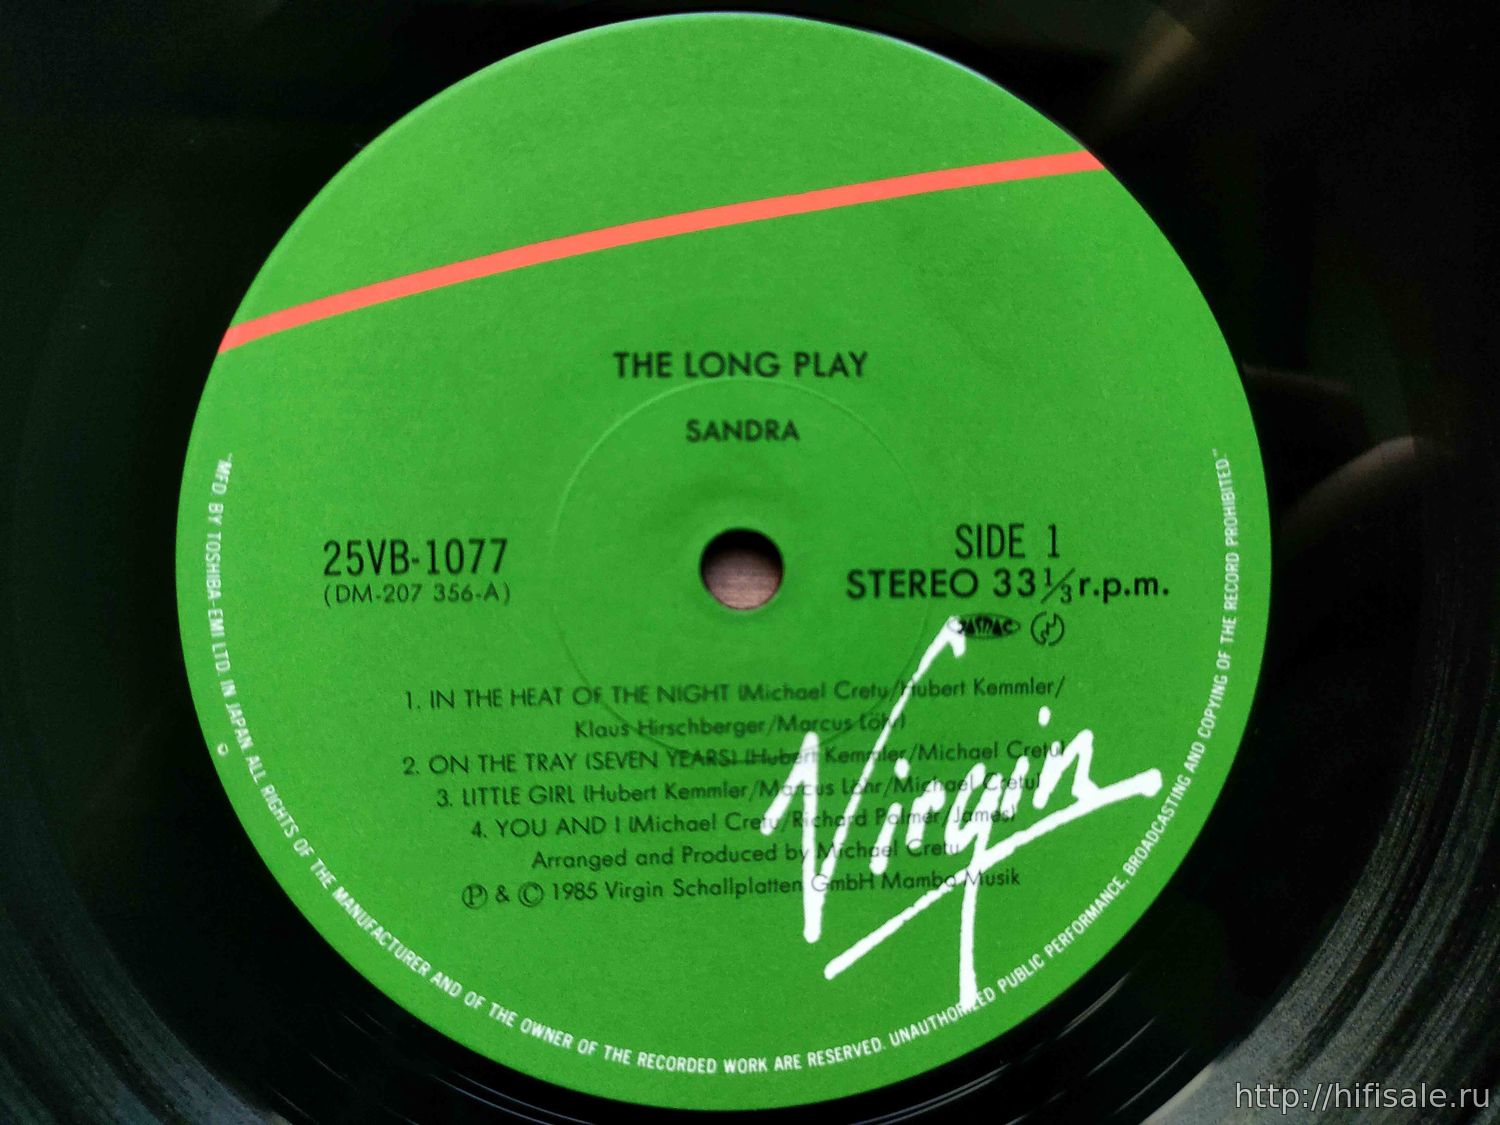 THE LONG PLAY
SANDRA
25VB-1077
(DM-207 356-A)
SIDE 1
STEREO 33 1/3 r.p.m.
JASRAC
1. IN THE HEAT OF THE NIGHT (Michael Cretu/Hubert Kemmler/
Klaus Hirschberger/Marcus Löhr)
2. ON THE TRAY (SEVEN YEARS) (Hubert Kemmler/Michael Cretu)
3. LITTLE GIRL (Hubert Kemmler/Marcus Löhr/Michael Cretu)
4. YOU AND I (Michael Cretu/Richard Palmer/James)
Arranged and Produced by Michael Cretu
Ⓟ & © 1985 Virgin Schallplatten GmbH Mambo Musik
Virgin
"MFD BY TOSHIBA-EMI LTD. IN JAPAN ALL RIGHTS OF THE MANUFACTURER AND OF THE OWNER OF THE RECORDED WORK ARE RESERVED. UNAUTHORIZED PUBLIC PERFORMANCE, BROADCASTING AND COPYING OF THE RECORD PROHIBITED."
http://hifisale.ru